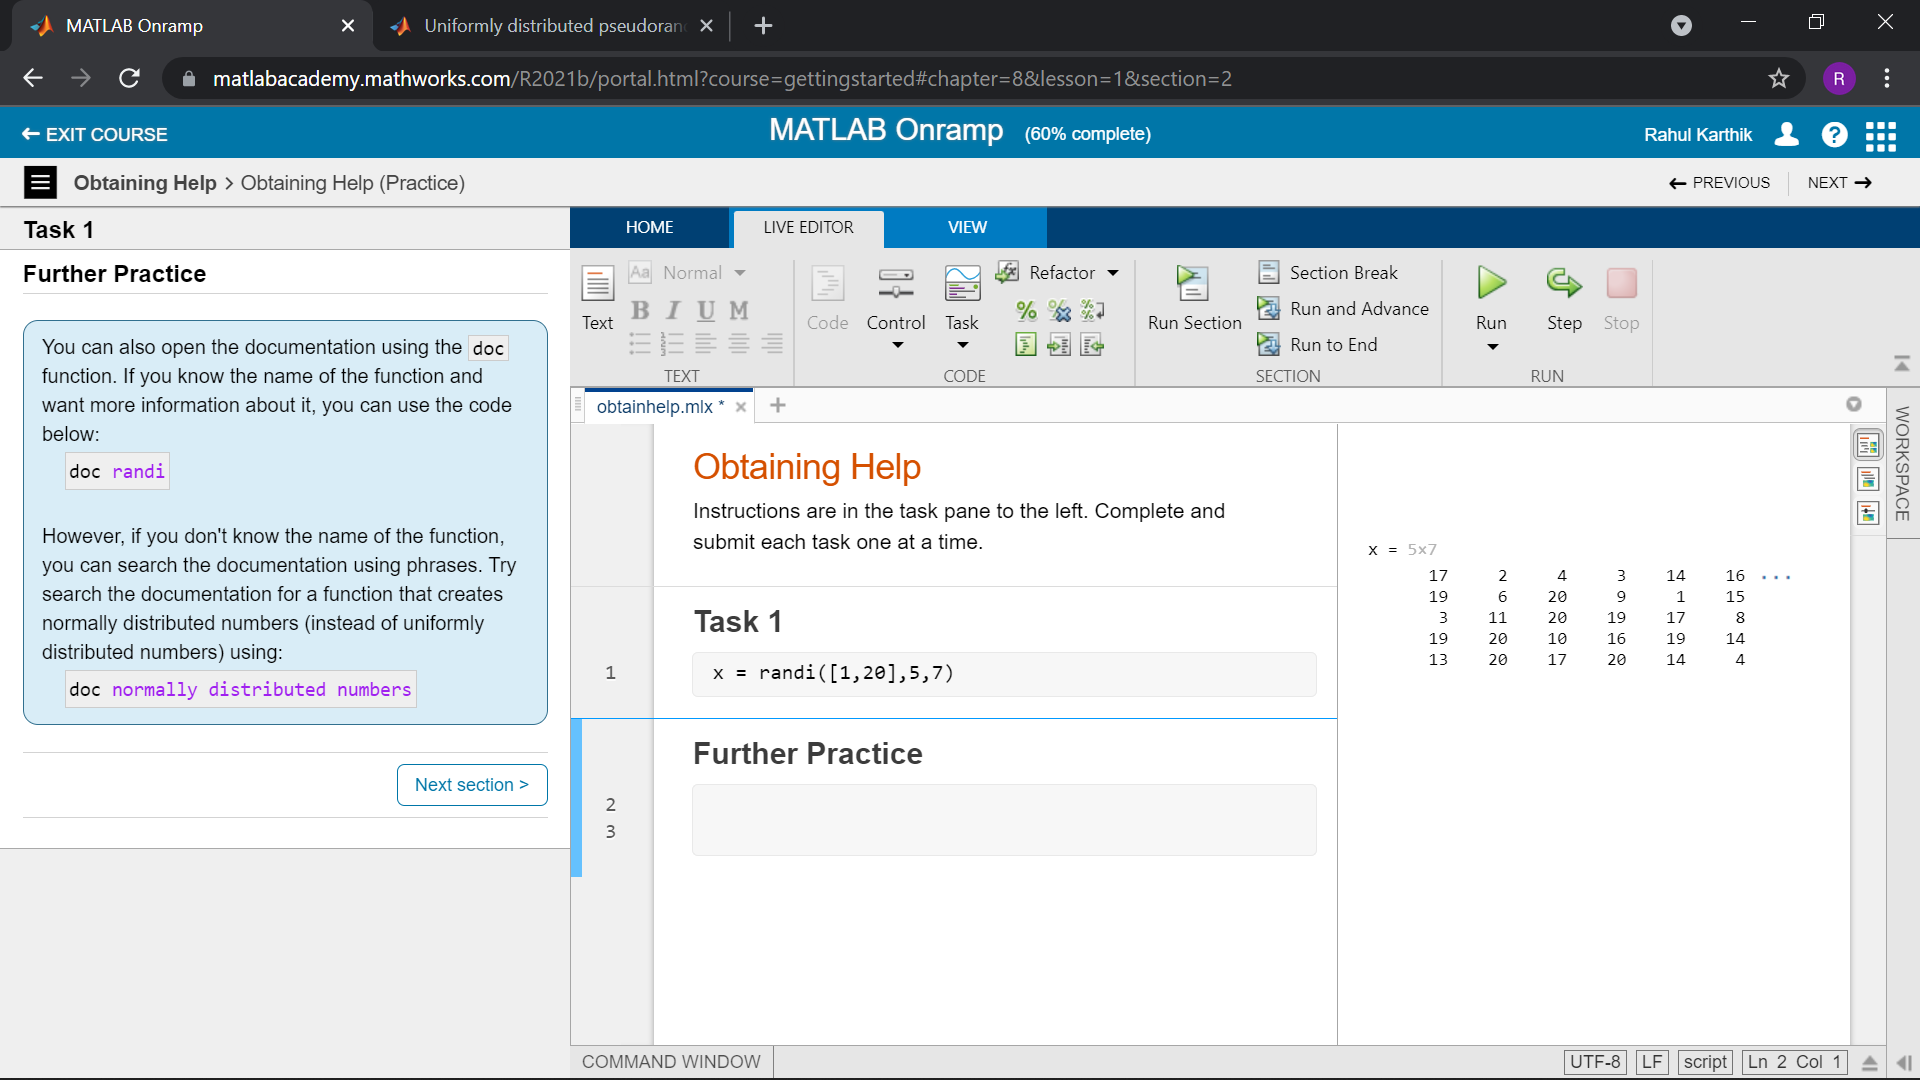 MATLAB Onramp
Uniformly distributed pseudoran
matlabacademy.mathworks.com/R2021b/portal.html?course=gettingstarted#chapter=8&lesson=1&section=2
R
EXIT COURSE
MATLAB Onramp (60% complete)
Rahul Karthik
?
Obtaining Help > Obtaining Help (Practice)
PREVIOUS
NEXT
Task 1
Further Practice
You can also open the documentation using the doc
function. If you know the name of the function and
want more information about it, you can use the code
below:
doc randi
However, if you don't know the name of the function,
you can search the documentation using phrases. Try
search the documentation for a function that creates
normally distributed numbers (instead of uniformly
distributed numbers) using:
doc normally distributed numbers
Next section >
HOME
LIVE EDITOR
VIEW
Text
Aa Normal
B I U M
TEXT
Code
Control
Task
Refactor
CODE
Run Section
Section Break
Run and Advance
Run to End
SECTION
Run
Step
Stop
RUN
obtainhelp.mlx *
WORKSPACE
Obtaining Help
Instructions are in the task pane to the left. Complete and
submit each task one at a time.
Task 1
1
x = randi([1,20],5,7)
Further Practice
2
3
x = 5×7
17 2 4 3 14 16 ...
19 6 20 9 1 15
3 11 20 19 17 8
19 20 10 16 19 14
13 20 17 20 14 4
COMMAND WINDOW
UTF-8
LF
script
Ln 2 Col 1